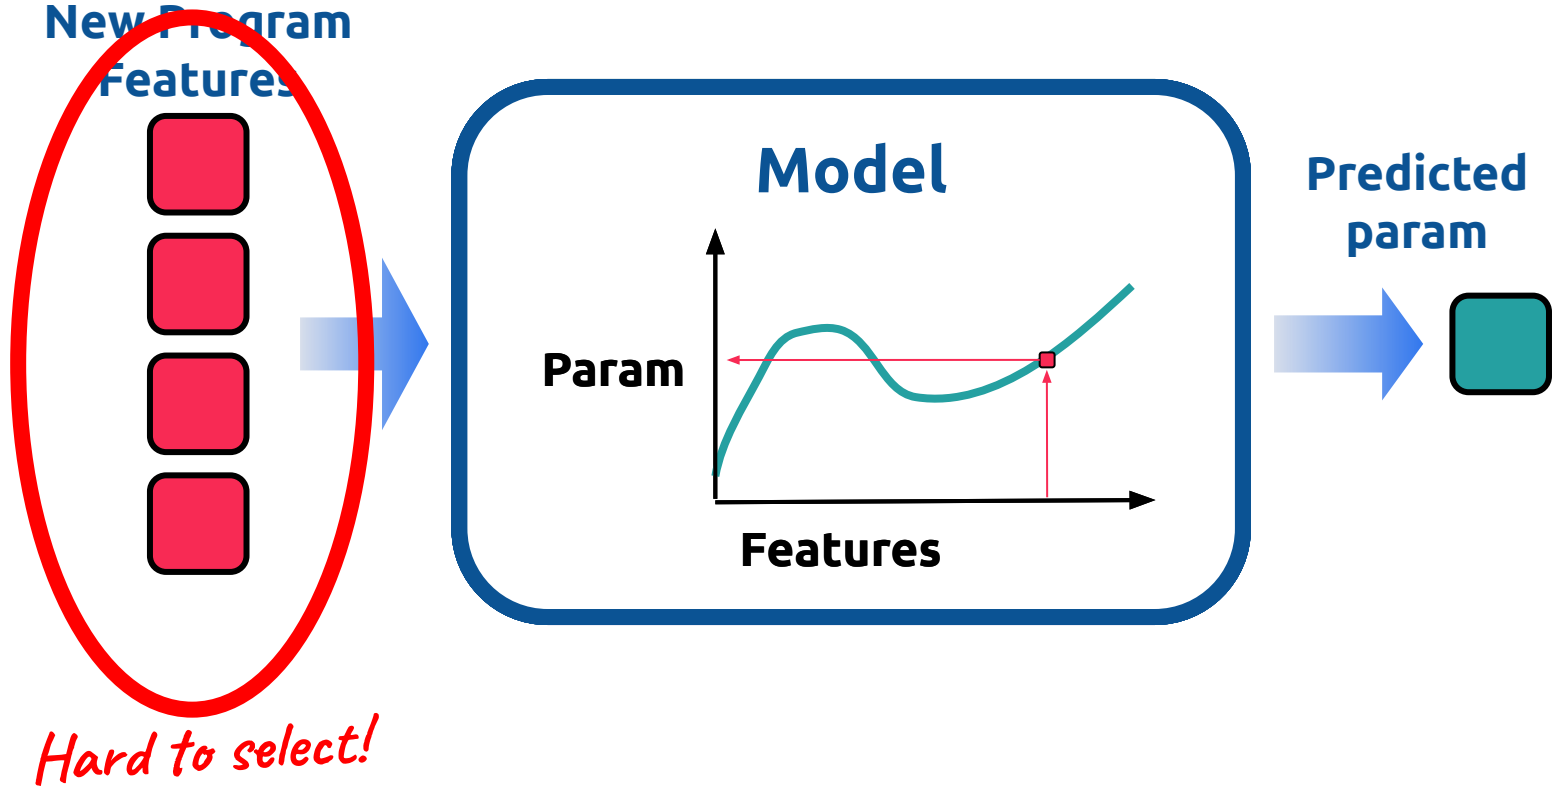 New Program
Features
Model
Predicted
param
Param
Features
Hard to select!